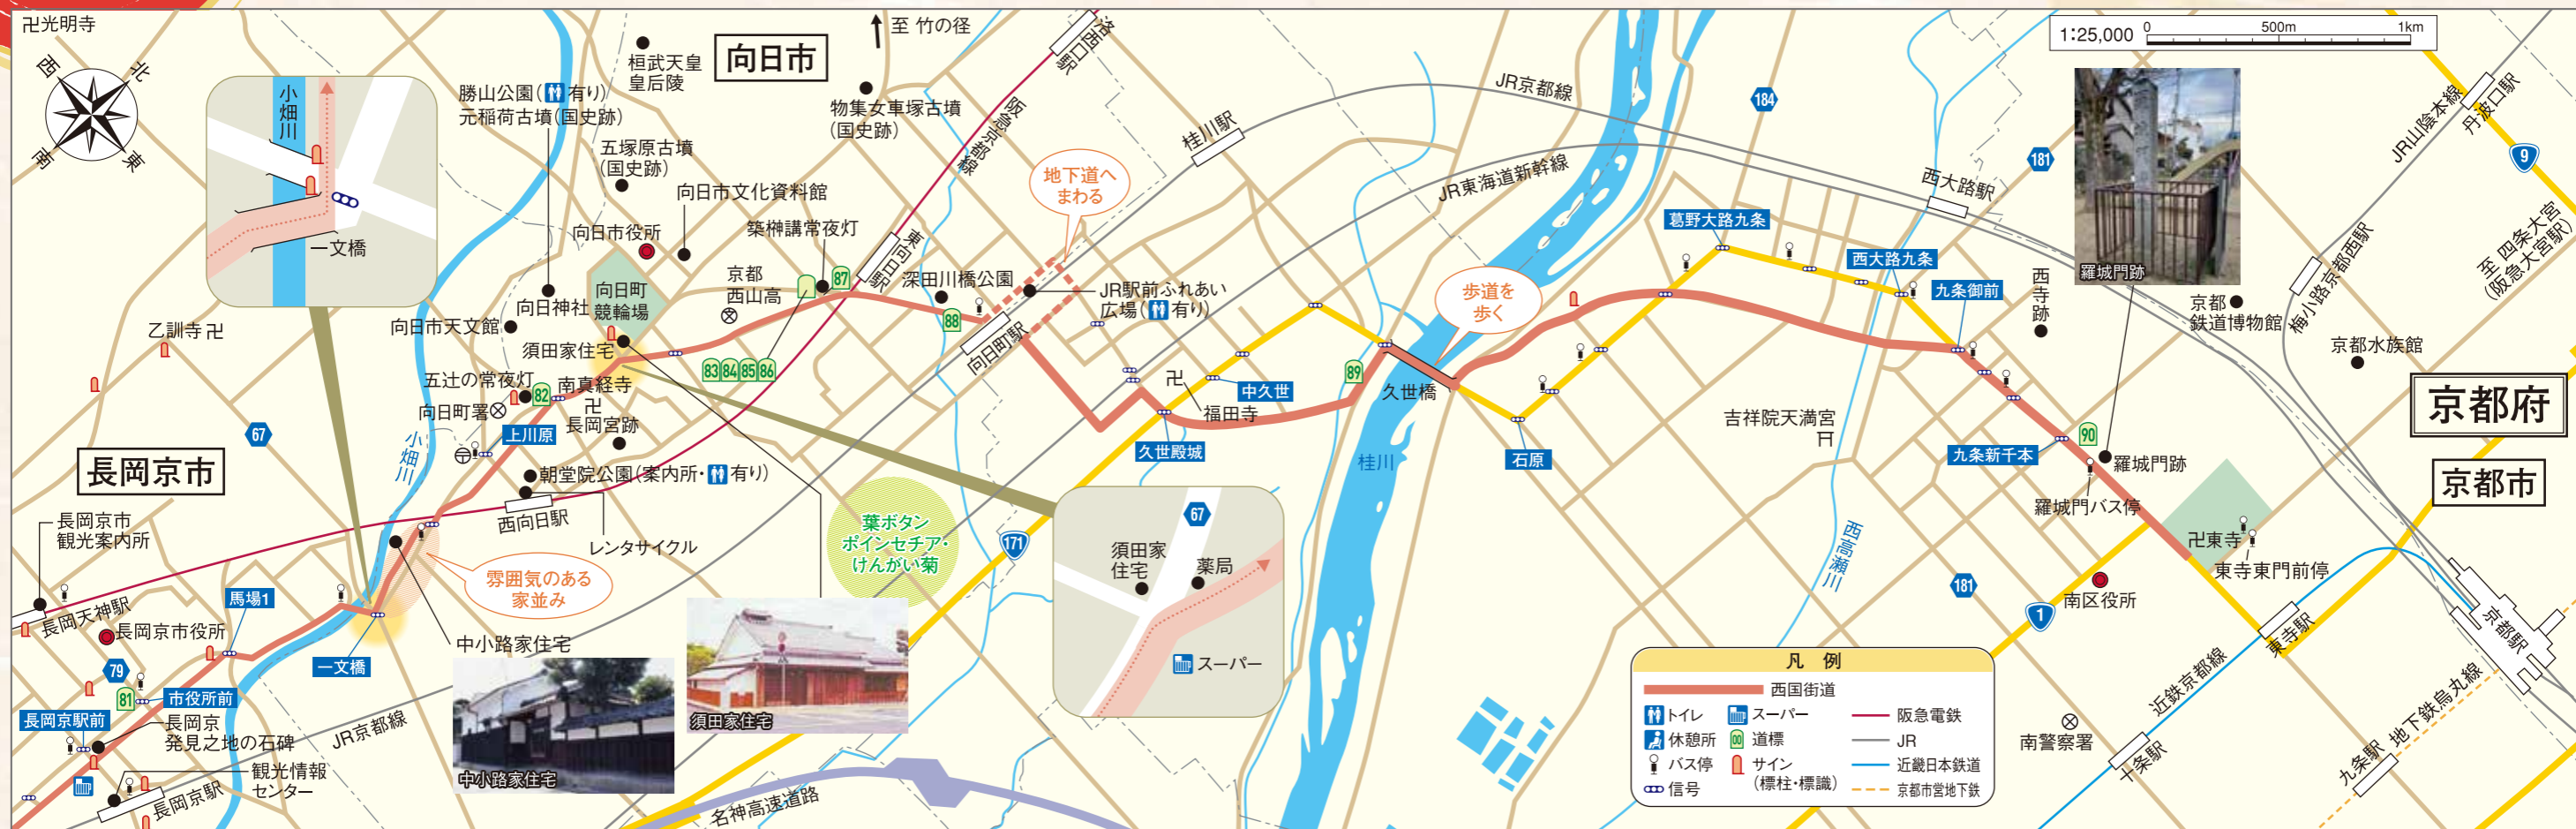 卍光明寺
西
北
南
東
小
畑
川
一文橋
勝山公園(有り)
元稲荷古墳(国史跡)
桓武天皇
皇后陵
向日市
至 竹の径
物集女車塚古墳
(国史跡)
五塚原古墳
(国史跡)
向日市文化資料館
向日市役所
築榊講常夜灯
阪急京都線
洛西口駅
東向日駅
京都
西山高
87
深田川橋公園
88
向日神社
向日町
競輪場
向日市天文館
須田家住宅
83 84 85 86
五辻の常夜灯
82
南真経寺
卍
向日町署
長岡宮跡
上川原
小畑川
朝堂院公園(案内所・有り)
西向日駅
レンタサイクル
乙訓寺卍
67
長岡京市
長岡京市
観光案内所
長岡天神駅
長岡京市役所
馬場1
79
81
市役所前
長岡京駅前
長岡京
発見之地の石碑
観光情報
センター
長岡京駅
JR京都線
一文橋
雰囲気のある
家並み
中小路家住宅
中小路家住宅
須田家住宅
葉ボタン
ポインセチア・
けんがい菊
名神高速道路
171
67
須田家
住宅
薬局
スーパー
地下道へ
まわる
JR駅前ふれあい
広場(有り)
向日町駅
桂川駅
JR京都線
JR東海道新幹線
中久世
卍
福田寺
久世殿城
89
久世橋
桂川
歩道を
歩く
石原
184
葛野大路九条
西大路駅
西大路九条
九条御前
181
吉祥院天満宮
西高瀬川
西
寺
跡
羅城門跡
京都
鉄道博物館
梅小路京都西駅
JR山陰本線
丹波口駅
9
至 四条大宮
(阪急大宮駅)
京都水族館
京都府
京都市
九条新千本
90
羅城門跡
羅城門バス停
卍東寺
東寺東門前停
181
南区役所
1
東寺駅
京都駅
近鉄京都線
南警察署
十条駅
九条駅
地下鉄烏丸線
1:25,000
0
500m
1km
凡 例
西国街道
トイレ
スーパー
阪急電鉄
休憩所
00
道標
JR
バス停
サイン
(標柱・標識)
近畿日本鉄道
信号
京都市営地下鉄